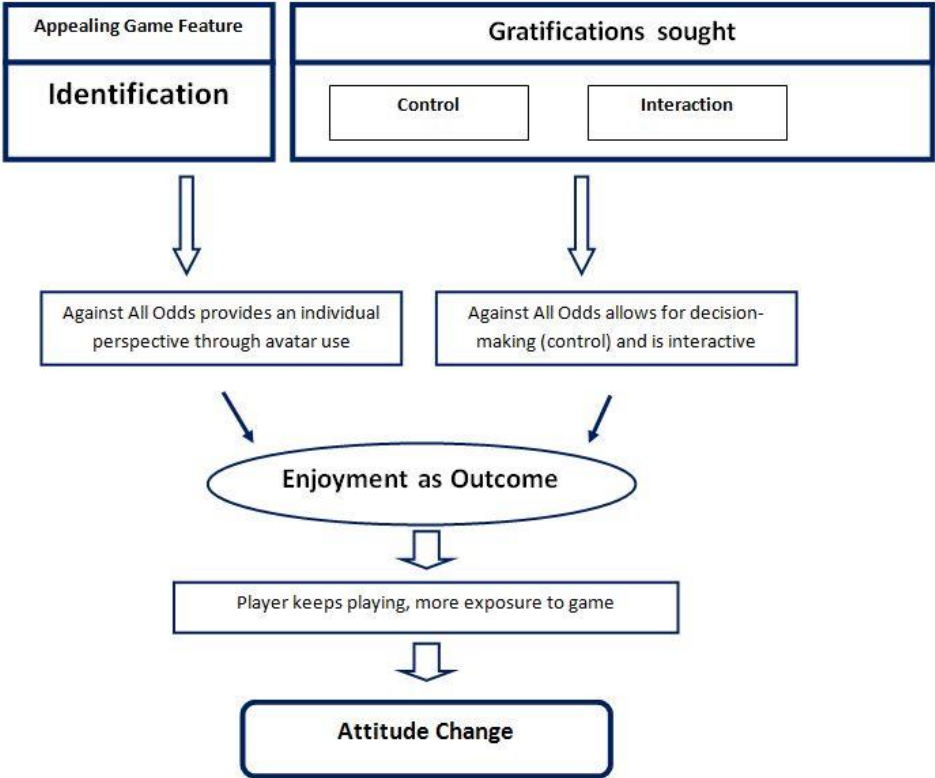 Appealing Game Feature
Identification
Gratifications sought
Control
Interaction
Against All Odds provides an individual
perspective through avatar use
Against All Odds allows for decision-
making (control) and is interactive
Enjoyment as Outcome
Player keeps playing, more exposure to game
Attitude Change